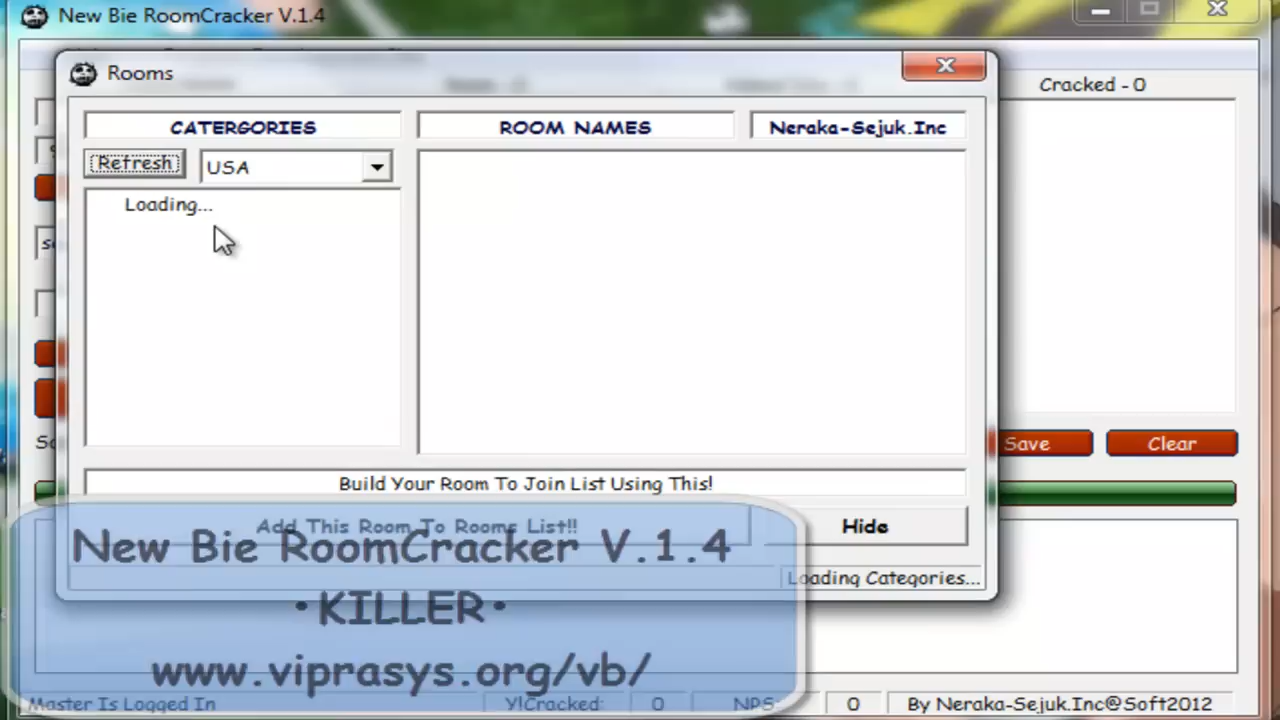 New Bie RoomCracker V.1.4
Rooms
Cracked - 0
CATERGORIES
ROOM NAMES
Neraka-Sejuk.Inc
Refresh
USA
Loading...
Save
Clear
Build Your Room To Join List Using This!
Add This Room To Rooms List!!
Hide
Loading Categories...
New Bie RoomCracker V.1.4
•KILLER•
www.viprasys.org/vb/
Master Is Logged In
Y!Cracked:
0
NPS:
0
By Neraka-Sejuk.Inc@Soft2012